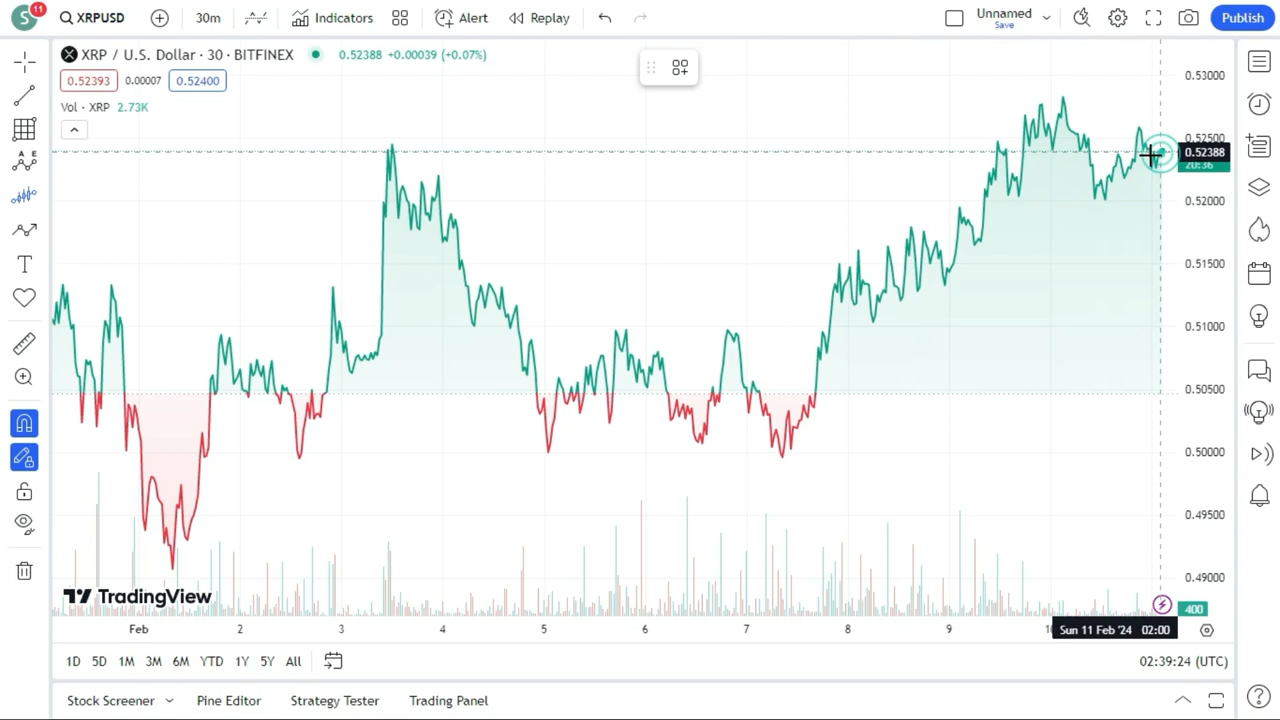 S 11 XRPUSD 30m Indicators Alert Replay Unnamed Save Publish
XRP / U.S. Dollar · 30 · BITFINEX 0.52388 +0.00039 (+0.07%)
0.52393 0.00007 0.52400
Vol · XRP 2.73K
0.53000
0.52500
0.52388
20:36
0.52000
0.51500
0.51000
0.50500
0.50000
0.49500
0.49000
400
TradingView
Feb 2 3 4 5 6 7 8 9 Sun 11 Feb '24 02:00
1D 5D 1M 3M 6M YTD 1Y 5Y All 02:39:24 (UTC)
Stock Screener Pine Editor Strategy Tester Trading Panel